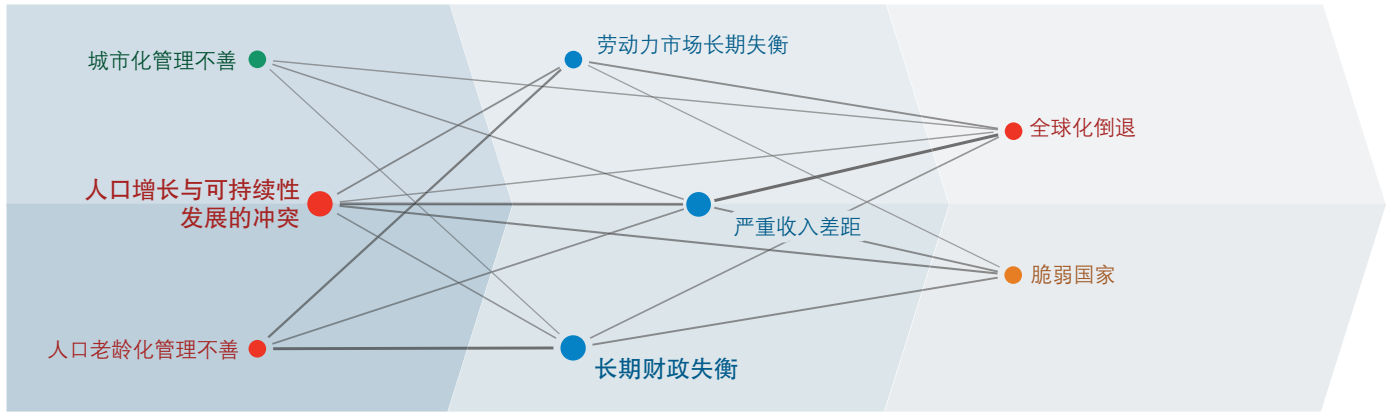 城市化管理不善
人口增长与可持续性
发展的冲突
人口老龄化管理不善
劳动力市场长期失衡
严重收入差距
长期财政失衡
全球化倒退
脆弱国家